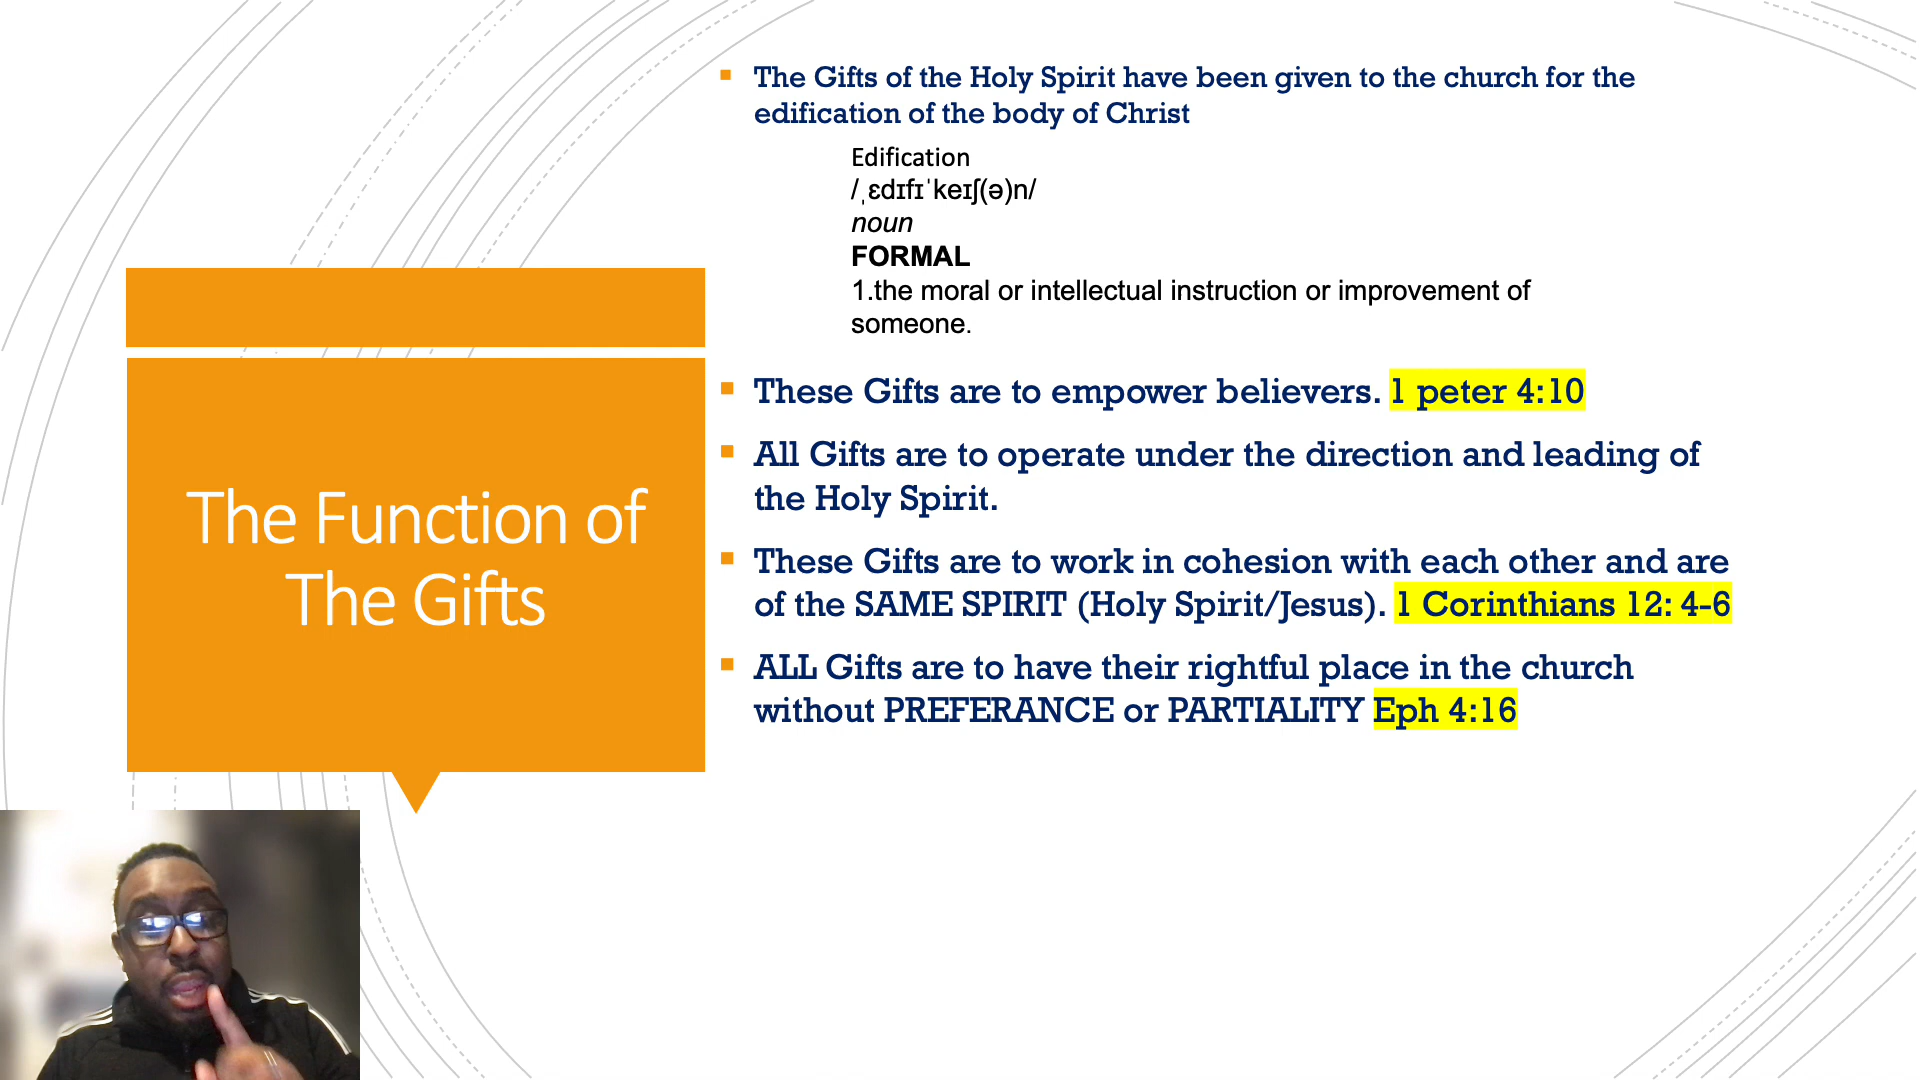 The Function of
The Gifts
The Gifts of the Holy Spirit have been given to the church for the
edification of the body of Christ
Edification
/ˌɛdɪfɪˈkeɪʃ(ə)n/
noun
FORMAL
1.the moral or intellectual instruction or improvement of
someone.
These Gifts are to empower believers. 1 peter 4:10
All Gifts are to operate under the direction and leading of
the Holy Spirit.
These Gifts are to work in cohesion with each other and are
of the SAME SPIRIT (Holy Spirit/Jesus). 1 Corinthians 12: 4-6
ALL Gifts are to have their rightful place in the church
without PREFERANCE or PARTIALITY Eph 4:16